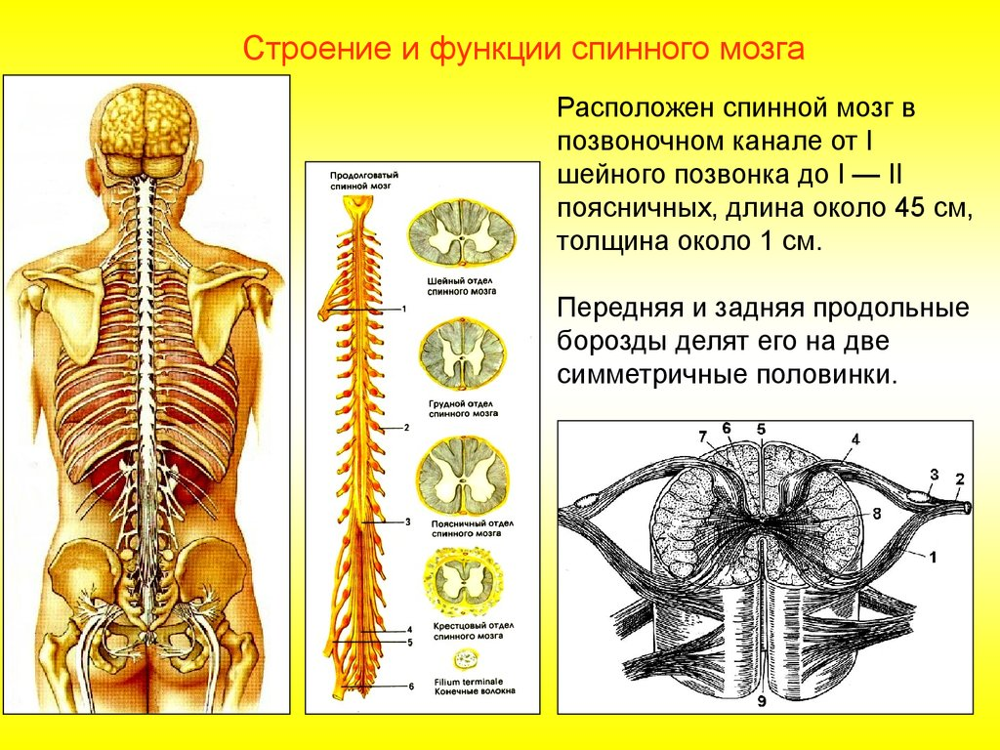 Строение и функции спинного мозга
Расположен спинной мозг в
позвоночном канале от I
шейного позвонка до I — II
поясничных, длина около 45 см,
толщина около 1 см.
Передняя и задняя продольные
борозды делят его на две
симметричные половинки.
Продолговатый
спинной мозг
Шейный отдел
спинного мозга
1
Грудной отдел
спинного мозга
2
3
Поясничный отдел
спинного мозга
4
5
Крестцовый отдел
спинного мозга
6
Filium terminale
Конечные волокна
7
6
5
4
3
2
8
1
9